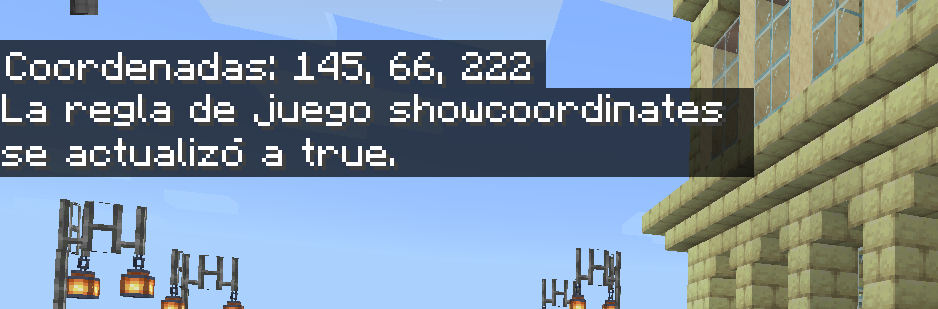 Coordenadas: 145, 66, 222
La regla de juego showcoordinates
se actualizó a true.